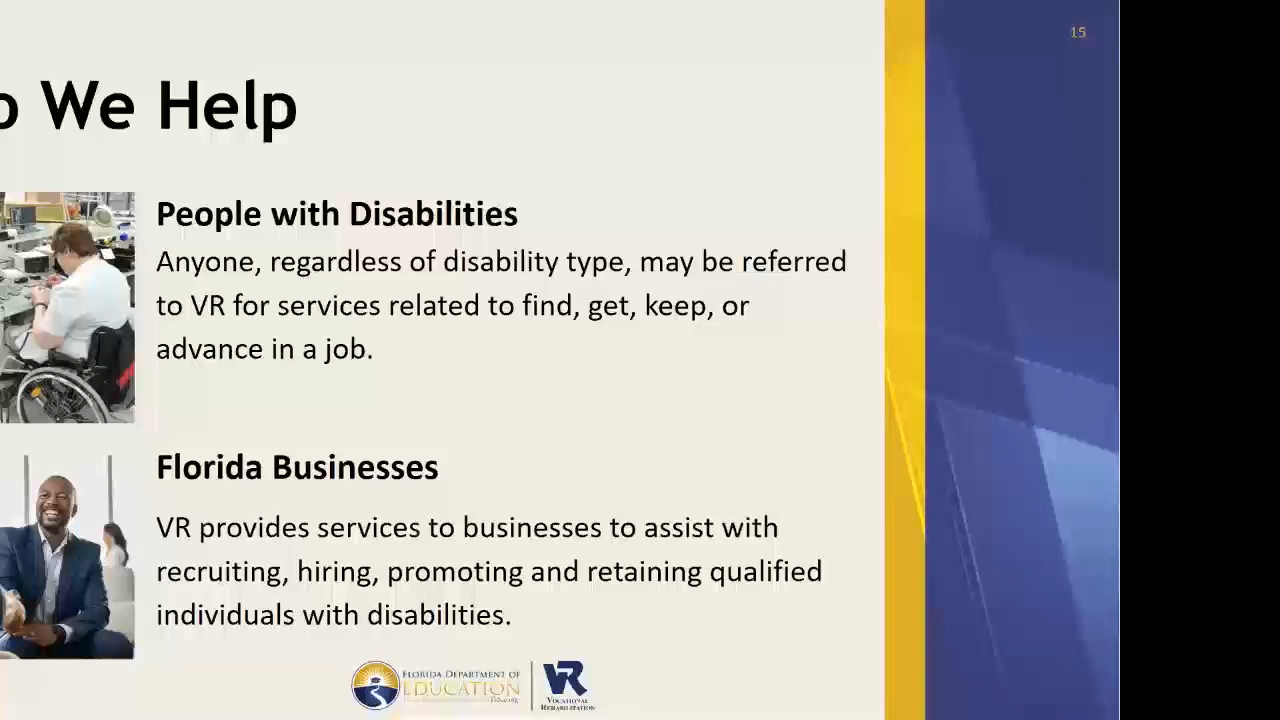 15
o We Help
People with Disabilities
Anyone, regardless of disability type, may be referred
to VR for services related to find, get, keep, or
advance in a job.
Florida Businesses
VR provides services to businesses to assist with
recruiting, hiring, promoting and retaining qualified
individuals with disabilities.
FLORIDA DEPARTMENT OF
EDUCATION
fldoe.org
VR
VOCATIONAL
REHABILITATION